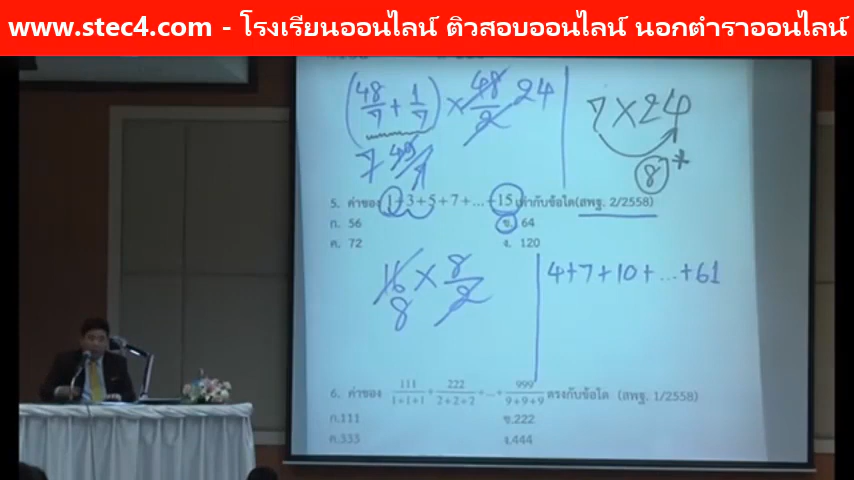 www.stec4.com - โรงเรียนออนไลน์ ติวสอบออนไลน์ นอกตำราออนไลน์
(48/7 + 1/7) × 48/2 24
7 × 24
7 49/7
8
5. ค่าของ 1+3+5+7+...+15 เท่ากับข้อใด(สพฐ. 2/2558)
ก. 56
ข. 64
ค. 72
ง. 120
16 × 8/2
8
4+7+10+...+61
6. ค่าของ 111/1+1+1 + 222/2+2+2 +...+ 999/9+9+9 ตรงกับข้อใด (สพฐ. 1/2558)
ก.111
ข.222
ค.333
ง.444